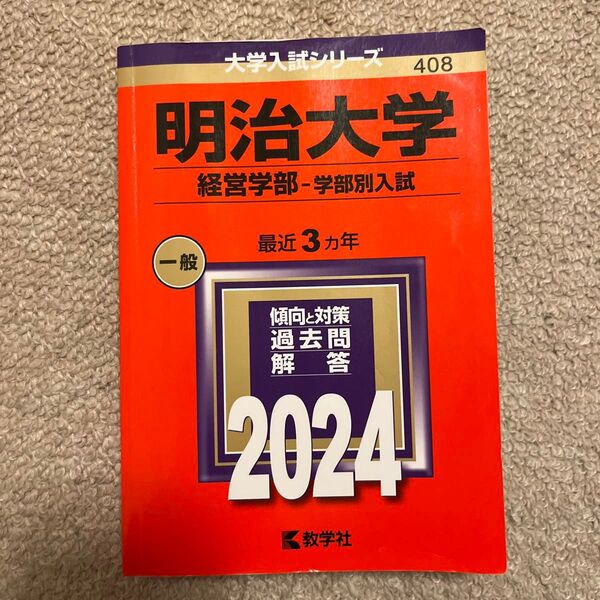 大学入試シリーズ
408
明治大学
経営学部-学部別入試
最近3ヵ年
一般
傾向と対策
過去問
解答
2024
教学社